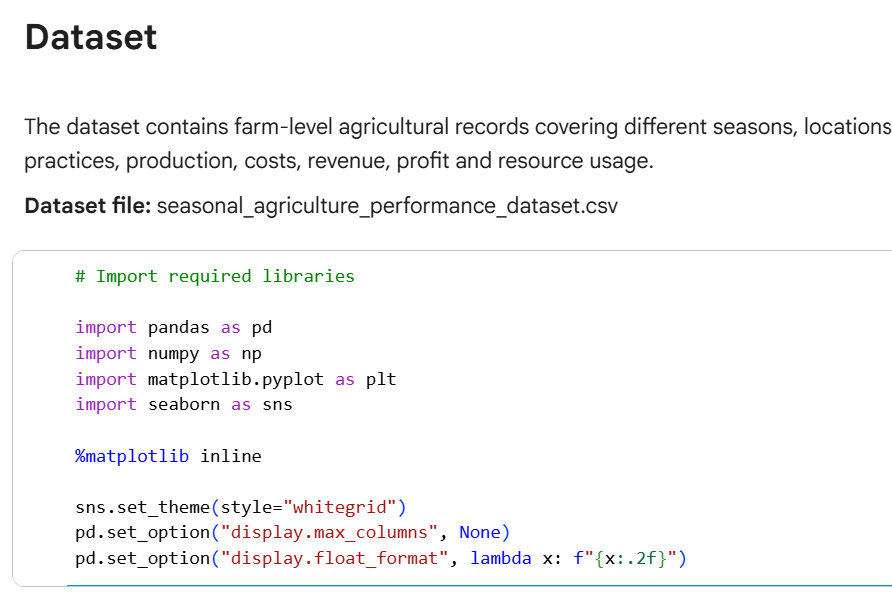 Dataset
The dataset contains farm-level agricultural records covering different seasons, locations
practices, production, costs, revenue, profit and resource usage.
Dataset file: seasonal_agriculture_performance_dataset.csv
# Import required libraries
import pandas as pd
import numpy as np
import matplotlib.pyplot as plt
import seaborn as sns
%matplotlib inline
sns.set_theme(style="whitegrid")
pd.set_option("display.max_columns", None)
pd.set_option("display.float_format", lambda x: f"{x:.2f}")